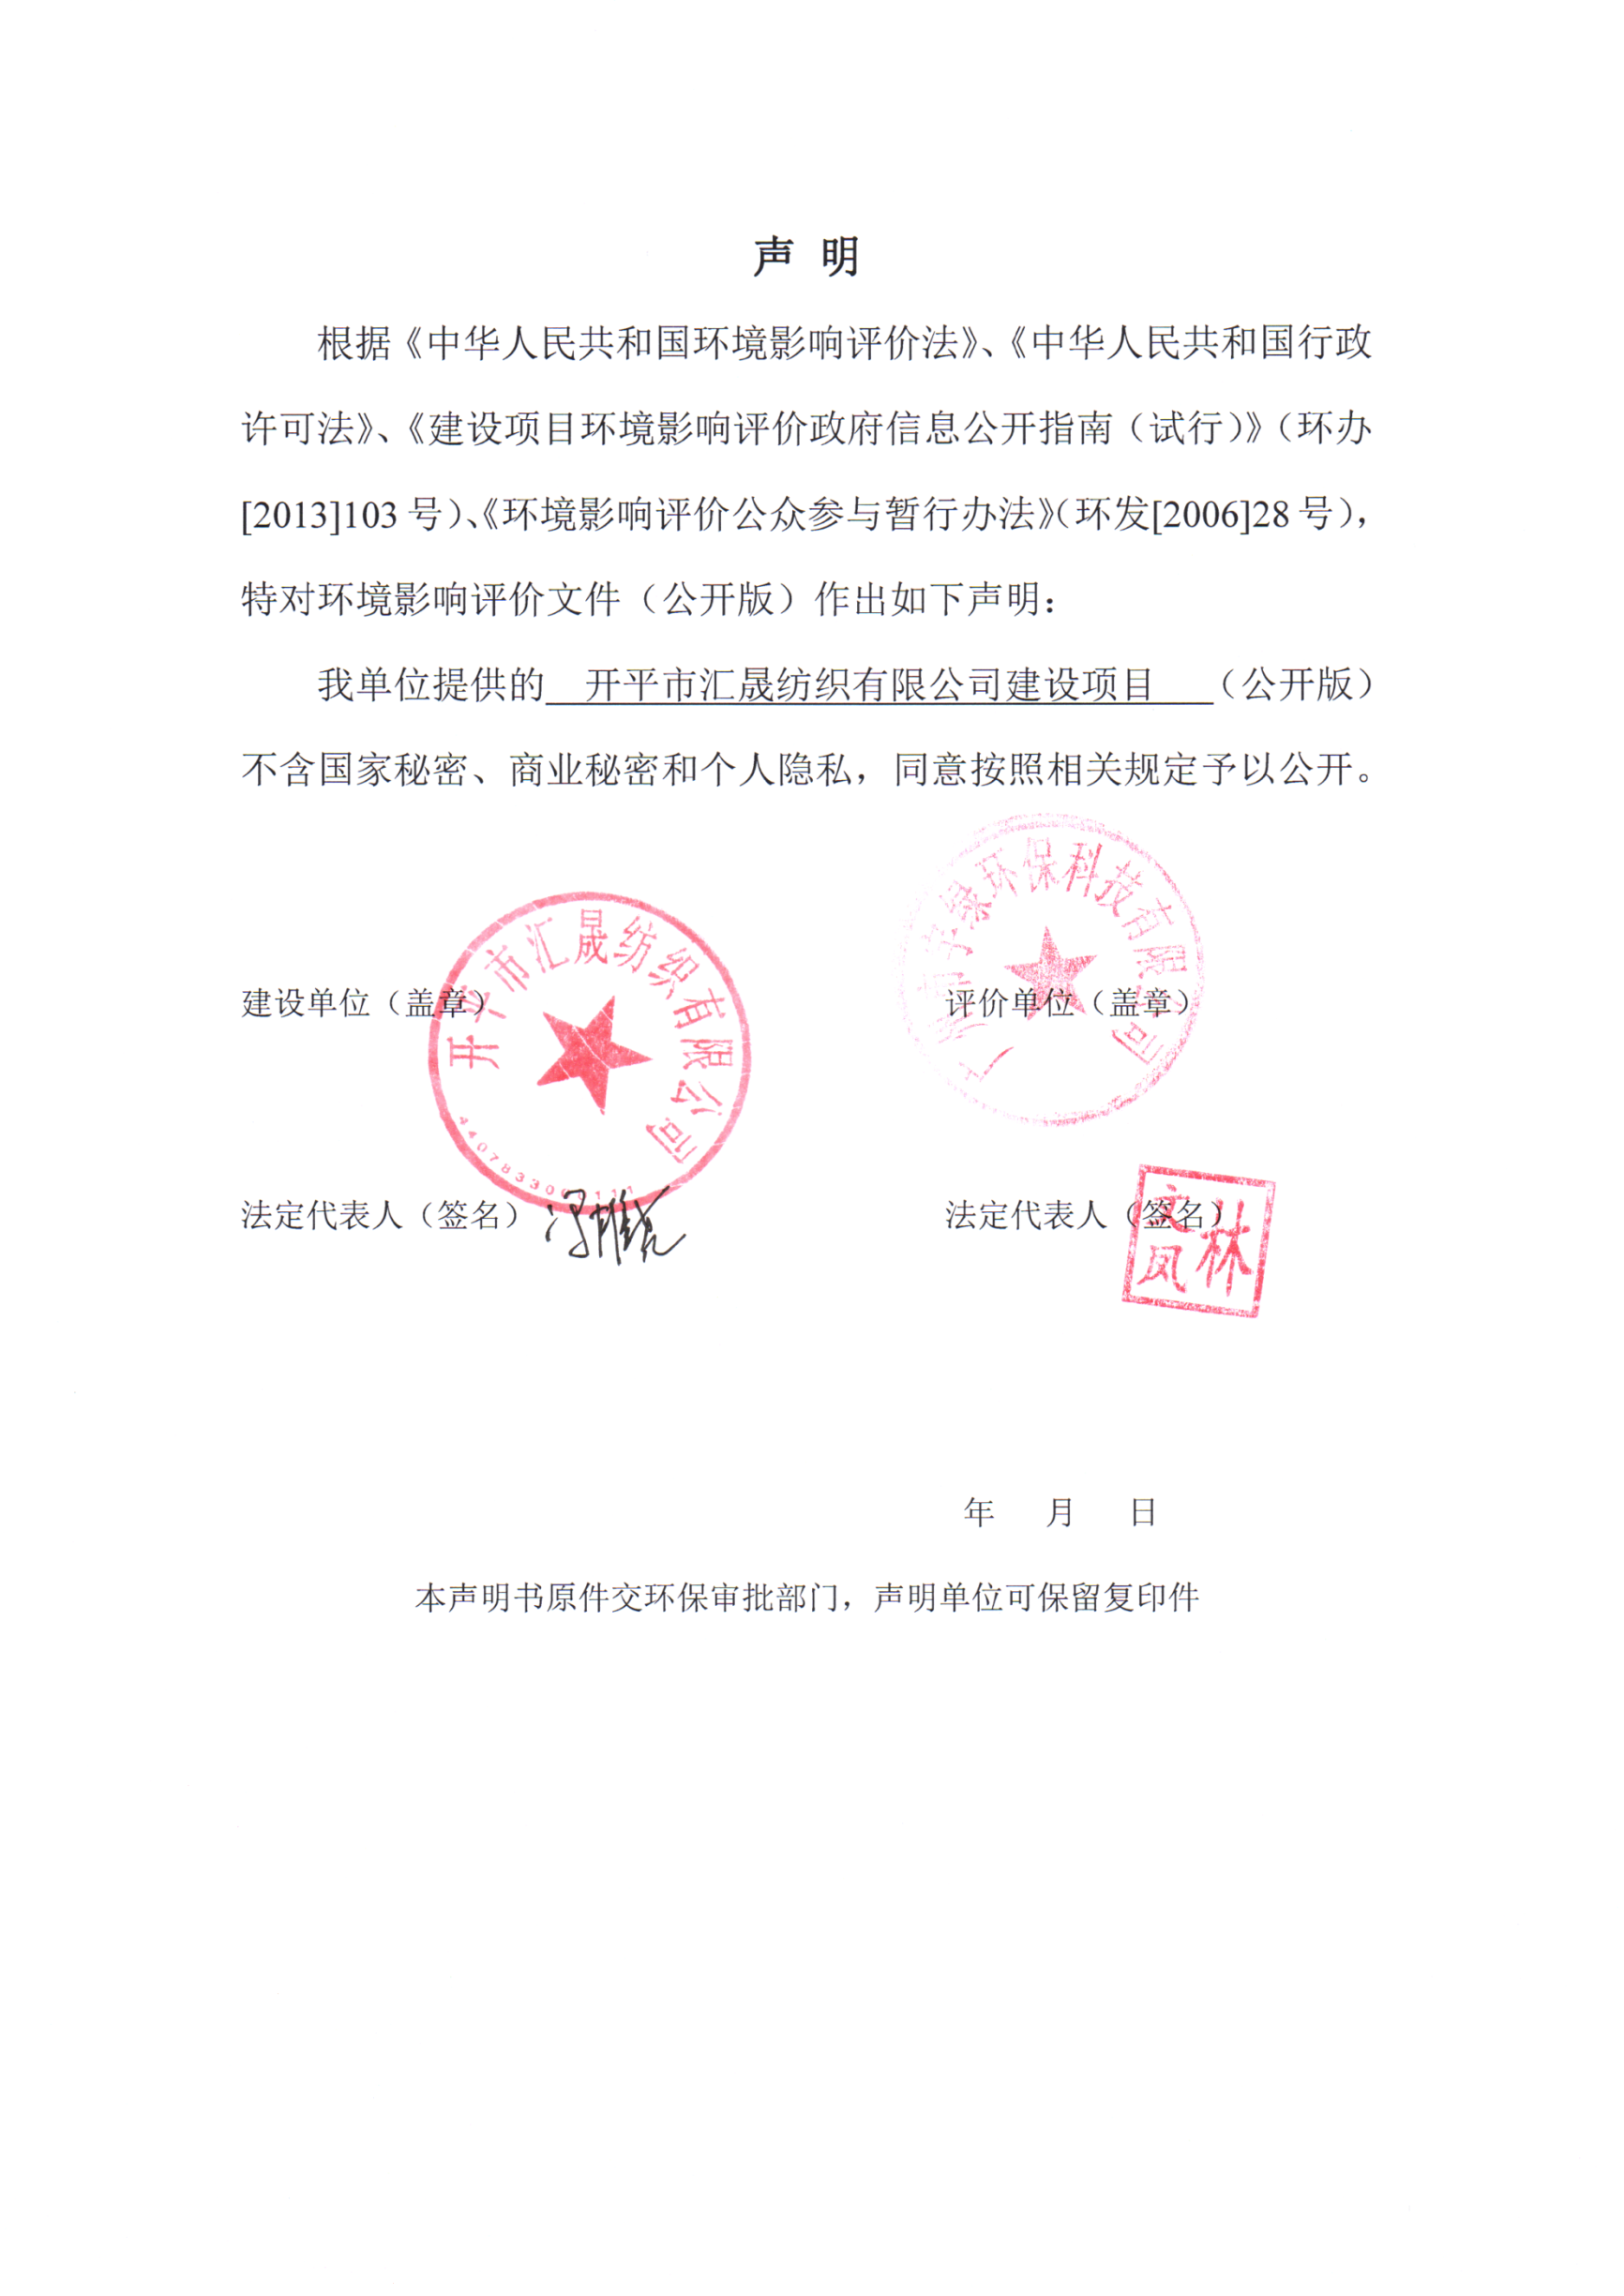 声 明
根据《中华人民共和国环境影响评价法》、《中华人民共和国行政
许可法》、《建设项目环境影响评价政府信息公开指南（试行）》（环办
[2013]103 号）、《环境影响评价公众参与暂行办法》（环发[2006]28 号），
特对环境影响评价文件（公开版）作出如下声明：
我单位提供的 开平市汇晟纺织有限公司建设项目 （公开版）
不含国家秘密、商业秘密和个人隐私，同意按照相关规定予以公开。
建设单位（盖章） 评价单位（盖章）
开平市汇晟纺织有限公司
环保科技有限公司
法定代表人（签名） 法定代表人（签名）
林文凤
年 月 日
本声明书原件交环保审批部门，声明单位可保留复印件